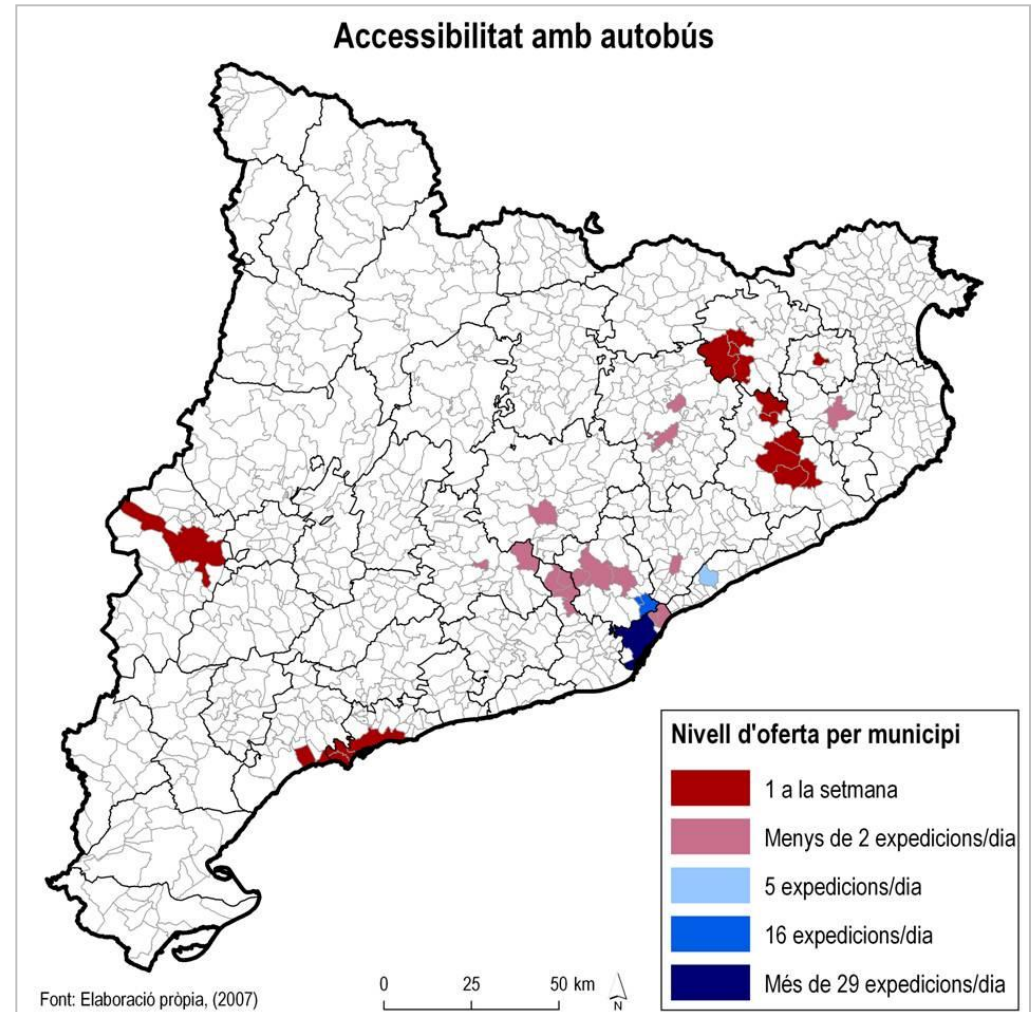 Accessibilitat amb autobús
Nivell d'oferta per municipi
1 a la setmana
Menys de 2 expedicions/dia
5 expedicions/dia
16 expedicions/dia
Més de 29 expedicions/dia
0 25 50 km
N
Font: Elaboració pròpia, (2007)